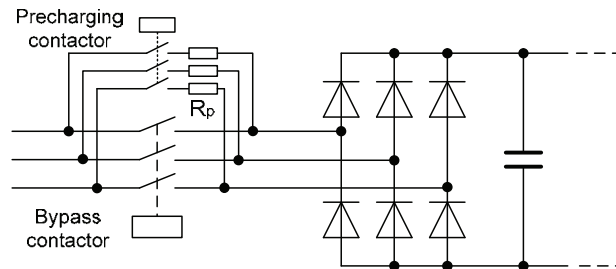 Precharging
contactor
Rp
Bypass
contactor